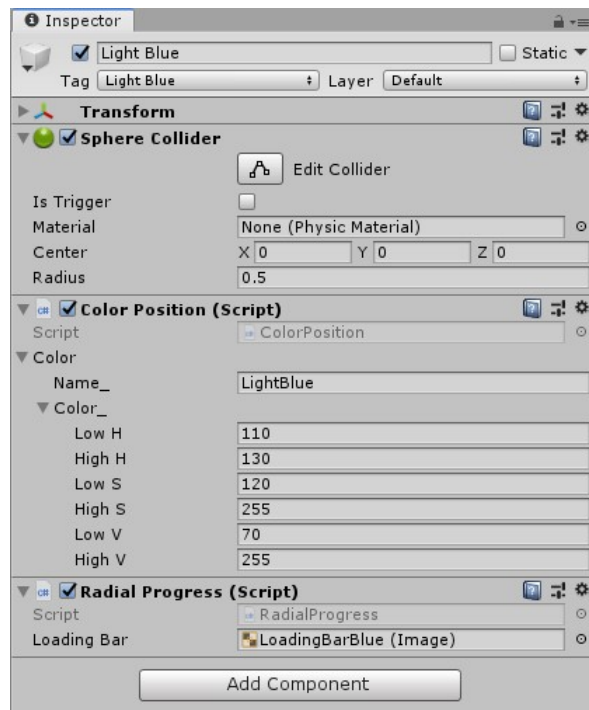 Inspector
Light Blue Static
Tag Light Blue Layer Default
Transform
Sphere Collider
Edit Collider
Is Trigger
Material None (Physic Material)
Center X 0 Y 0 Z 0
Radius 0.5
Color Position (Script)
Script ColorPosition
Color
Name_ LightBlue
Color_
Low H 110
High H 130
Low S 120
High S 255
Low V 70
High V 255
Radial Progress (Script)
Script RadialProgress
Loading Bar LoadingBarBlue (Image)
Add Component